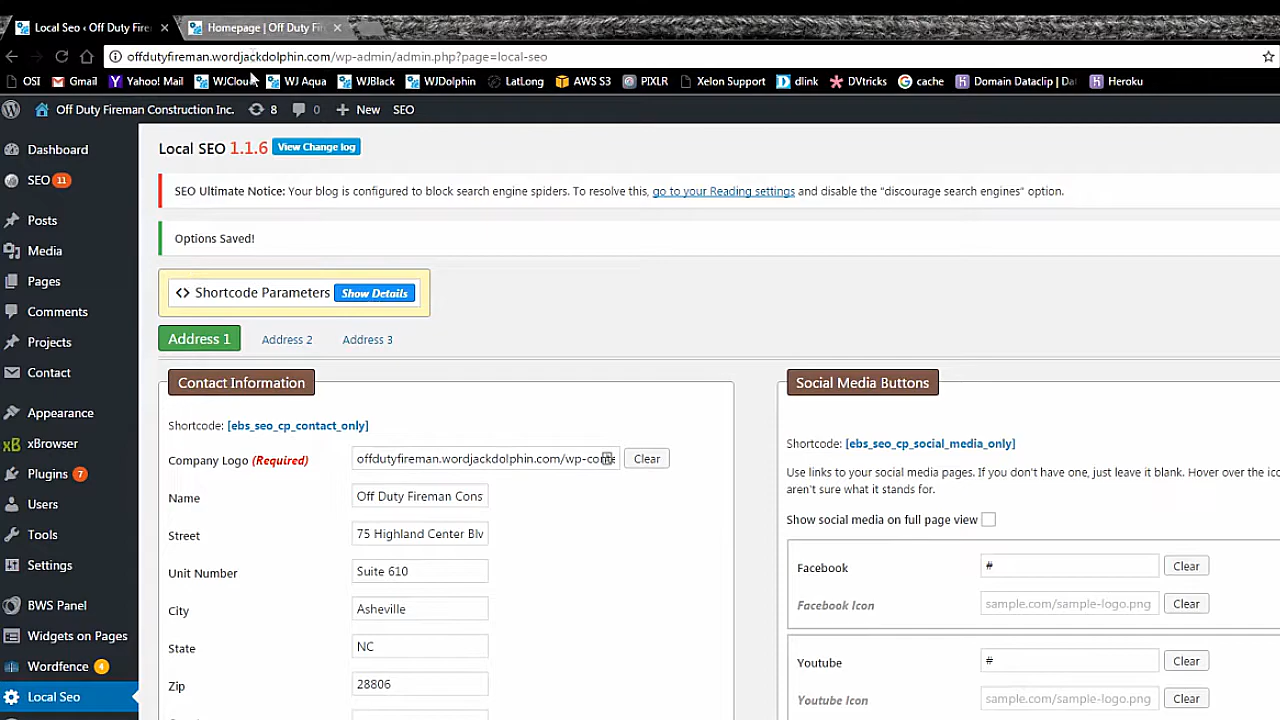 Local Seo ‹ Off Duty Firem
Homepage | Off Duty Fir
offdutyfireman.wordjackdolphin.com/wp-admin/admin.php?page=local-seo
OSI Gmail Yahoo! Mail WJCloud WJ Aqua WJBlack WJDolphin LatLong AWS S3 PIXLR Xelon Support dlink DVtricks cache Domain Dataclip | Dat Heroku
Off Duty Fireman Construction Inc. 8 0 New SEO
Dashboard
SEO 11
Posts
Media
Pages
Comments
Projects
Contact
Appearance
xBrowser
Plugins 7
Users
Tools
Settings
BWS Panel
Widgets on Pages
Wordfence 4
Local Seo
Local SEO 1.1.6 View Change log
SEO Ultimate Notice: Your blog is configured to block search engine spiders. To resolve this, go to your Reading settings and disable the "discourage search engines" option.
Options Saved!
<> Shortcode Parameters Show Details
Address 1 Address 2 Address 3
Contact Information
Shortcode: [ebs_seo_cp_contact_only]
Company Logo (Required) offdutyfireman.wordjackdolphin.com/wp-conte Clear
Name Off Duty Fireman Cons
Street 75 Highland Center Blv
Unit Number Suite 610
City Asheville
State NC
Zip 28806
Social Media Buttons
Shortcode: [ebs_seo_cp_social_media_only]
Use links to your social media pages. If you don't have one, just leave it blank. Hover over the ico
aren't sure what it stands for.
Show social media on full page view
Facebook # Clear
Facebook Icon sample.com/sample-logo.png Clear
Youtube # Clear
Youtube Icon sample.com/sample-logo.png Clear